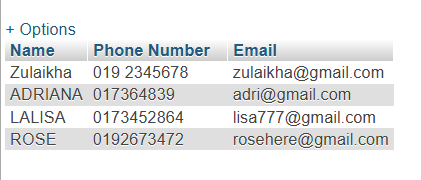 + Options
Name Phone Number Email
Zulaikha 019 2345678 zulaikha@gmail.com
ADRIANA 017364839 adri@gmail.com
LALISA 0173452864 lisa777@gmail.com
ROSE 0192673472 rosehere@gmail.com